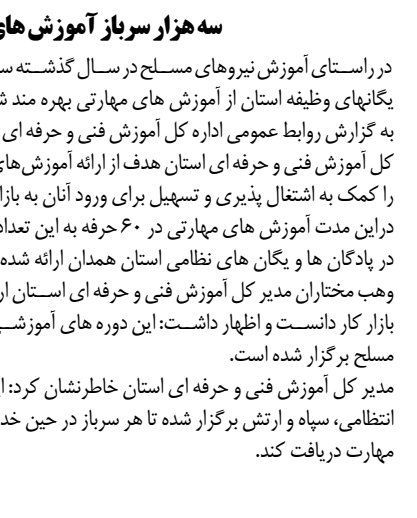 سه هزار سرباز آموزش های
در راستای آموزش نیروهای مسلح در سال گذشته
یگانهای وظیفه استان از آموزش های مهارتی بهره مند
به گزارش روابط عمومی اداره کل آموزش فنی و حرفه ای
کل آموزش فنی و حرفه ای استان هدف از ارائه آموزش‌های
را کمک به اشتغال پذیری و تسهیل برای ورود آنان به
دراین مدت آموزش های مهارتی در ۶۰ حرفه به این
در پادگان ها و یگان های نظامی استان همدان ارائه شده
وهب مختاران مدیر کل آموزش فنی و حرفه ای استان
بازار کار دانست و اظهار داشت: این دوره های
مسلح برگزار شده است.
مدیر کل آموزش فنی و حرفه ای استان خاطرنشان کرد:
انتظامی، سپاه و ارتش برگزار شده تا هر سرباز در حین
مهارت دریافت کند.